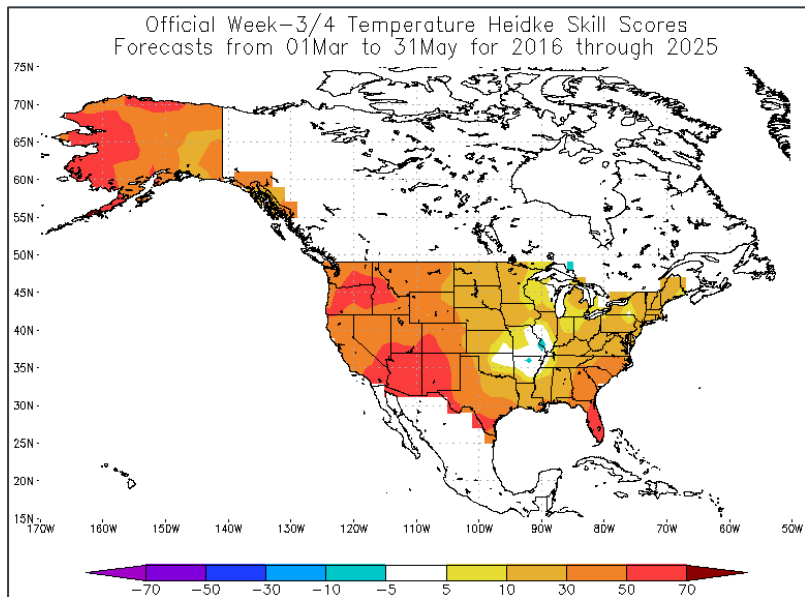 Official Week-3/4 Temperature Heidke Skill Scores
Forecasts from 01Mar to 31May for 2016 through 2025
75N
70N
65N
60N
55N
50N
45N
40N
35N
30N
25N
20N
15N
170W 160W 150W 140W 130W 120W 110W 100W 90W 80W 70W 60W 50W
-70 -50 -30 -10 -5 5 10 30 50 70